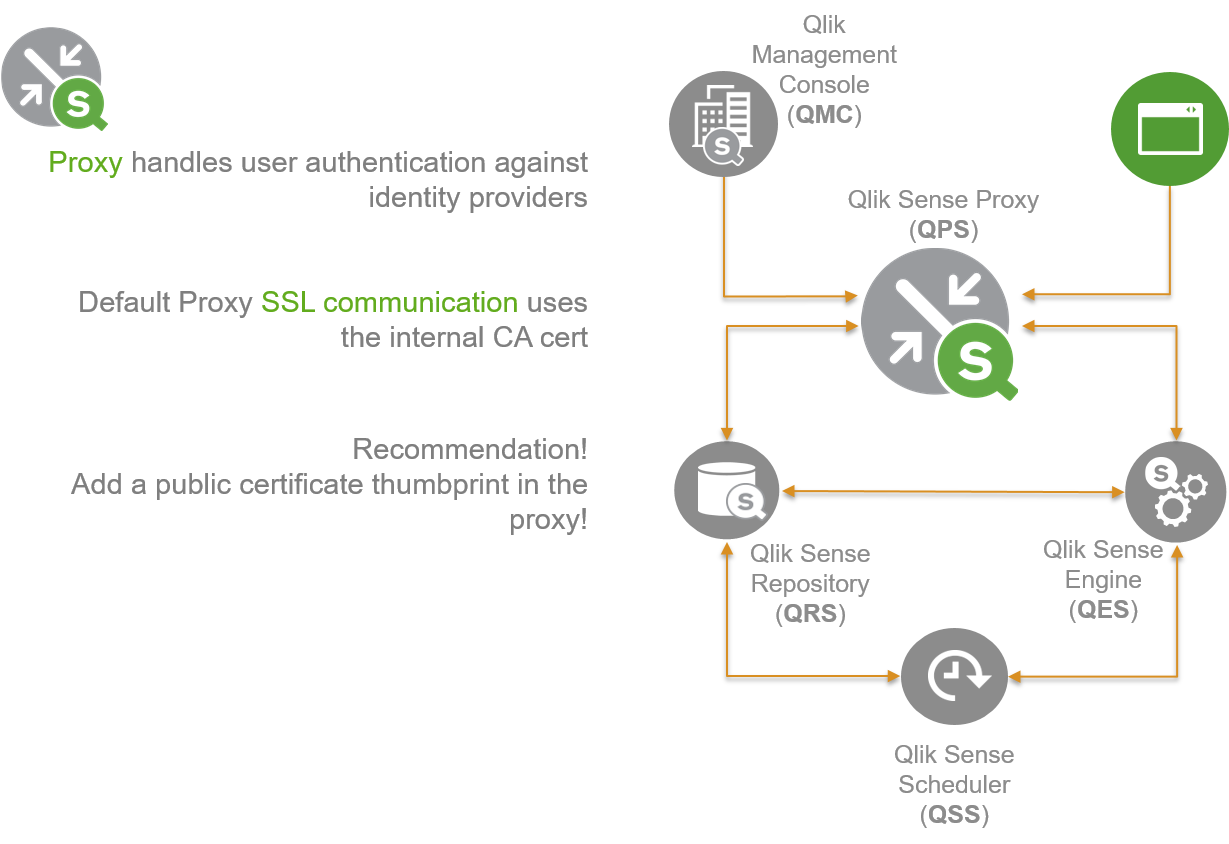 Proxy handles user authentication against
identity providers
Default Proxy SSL communication uses
the internal CA cert
Recommendation!
Add a public certificate thumbprint in the
proxy!
Qlik
Management
Console
(QMC)
Qlik Sense Proxy
(QPS)
Qlik Sense
Repository
(QRS)
Qlik Sense
Engine
(QES)
Qlik Sense
Scheduler
(QSS)
S
S
S
S
S